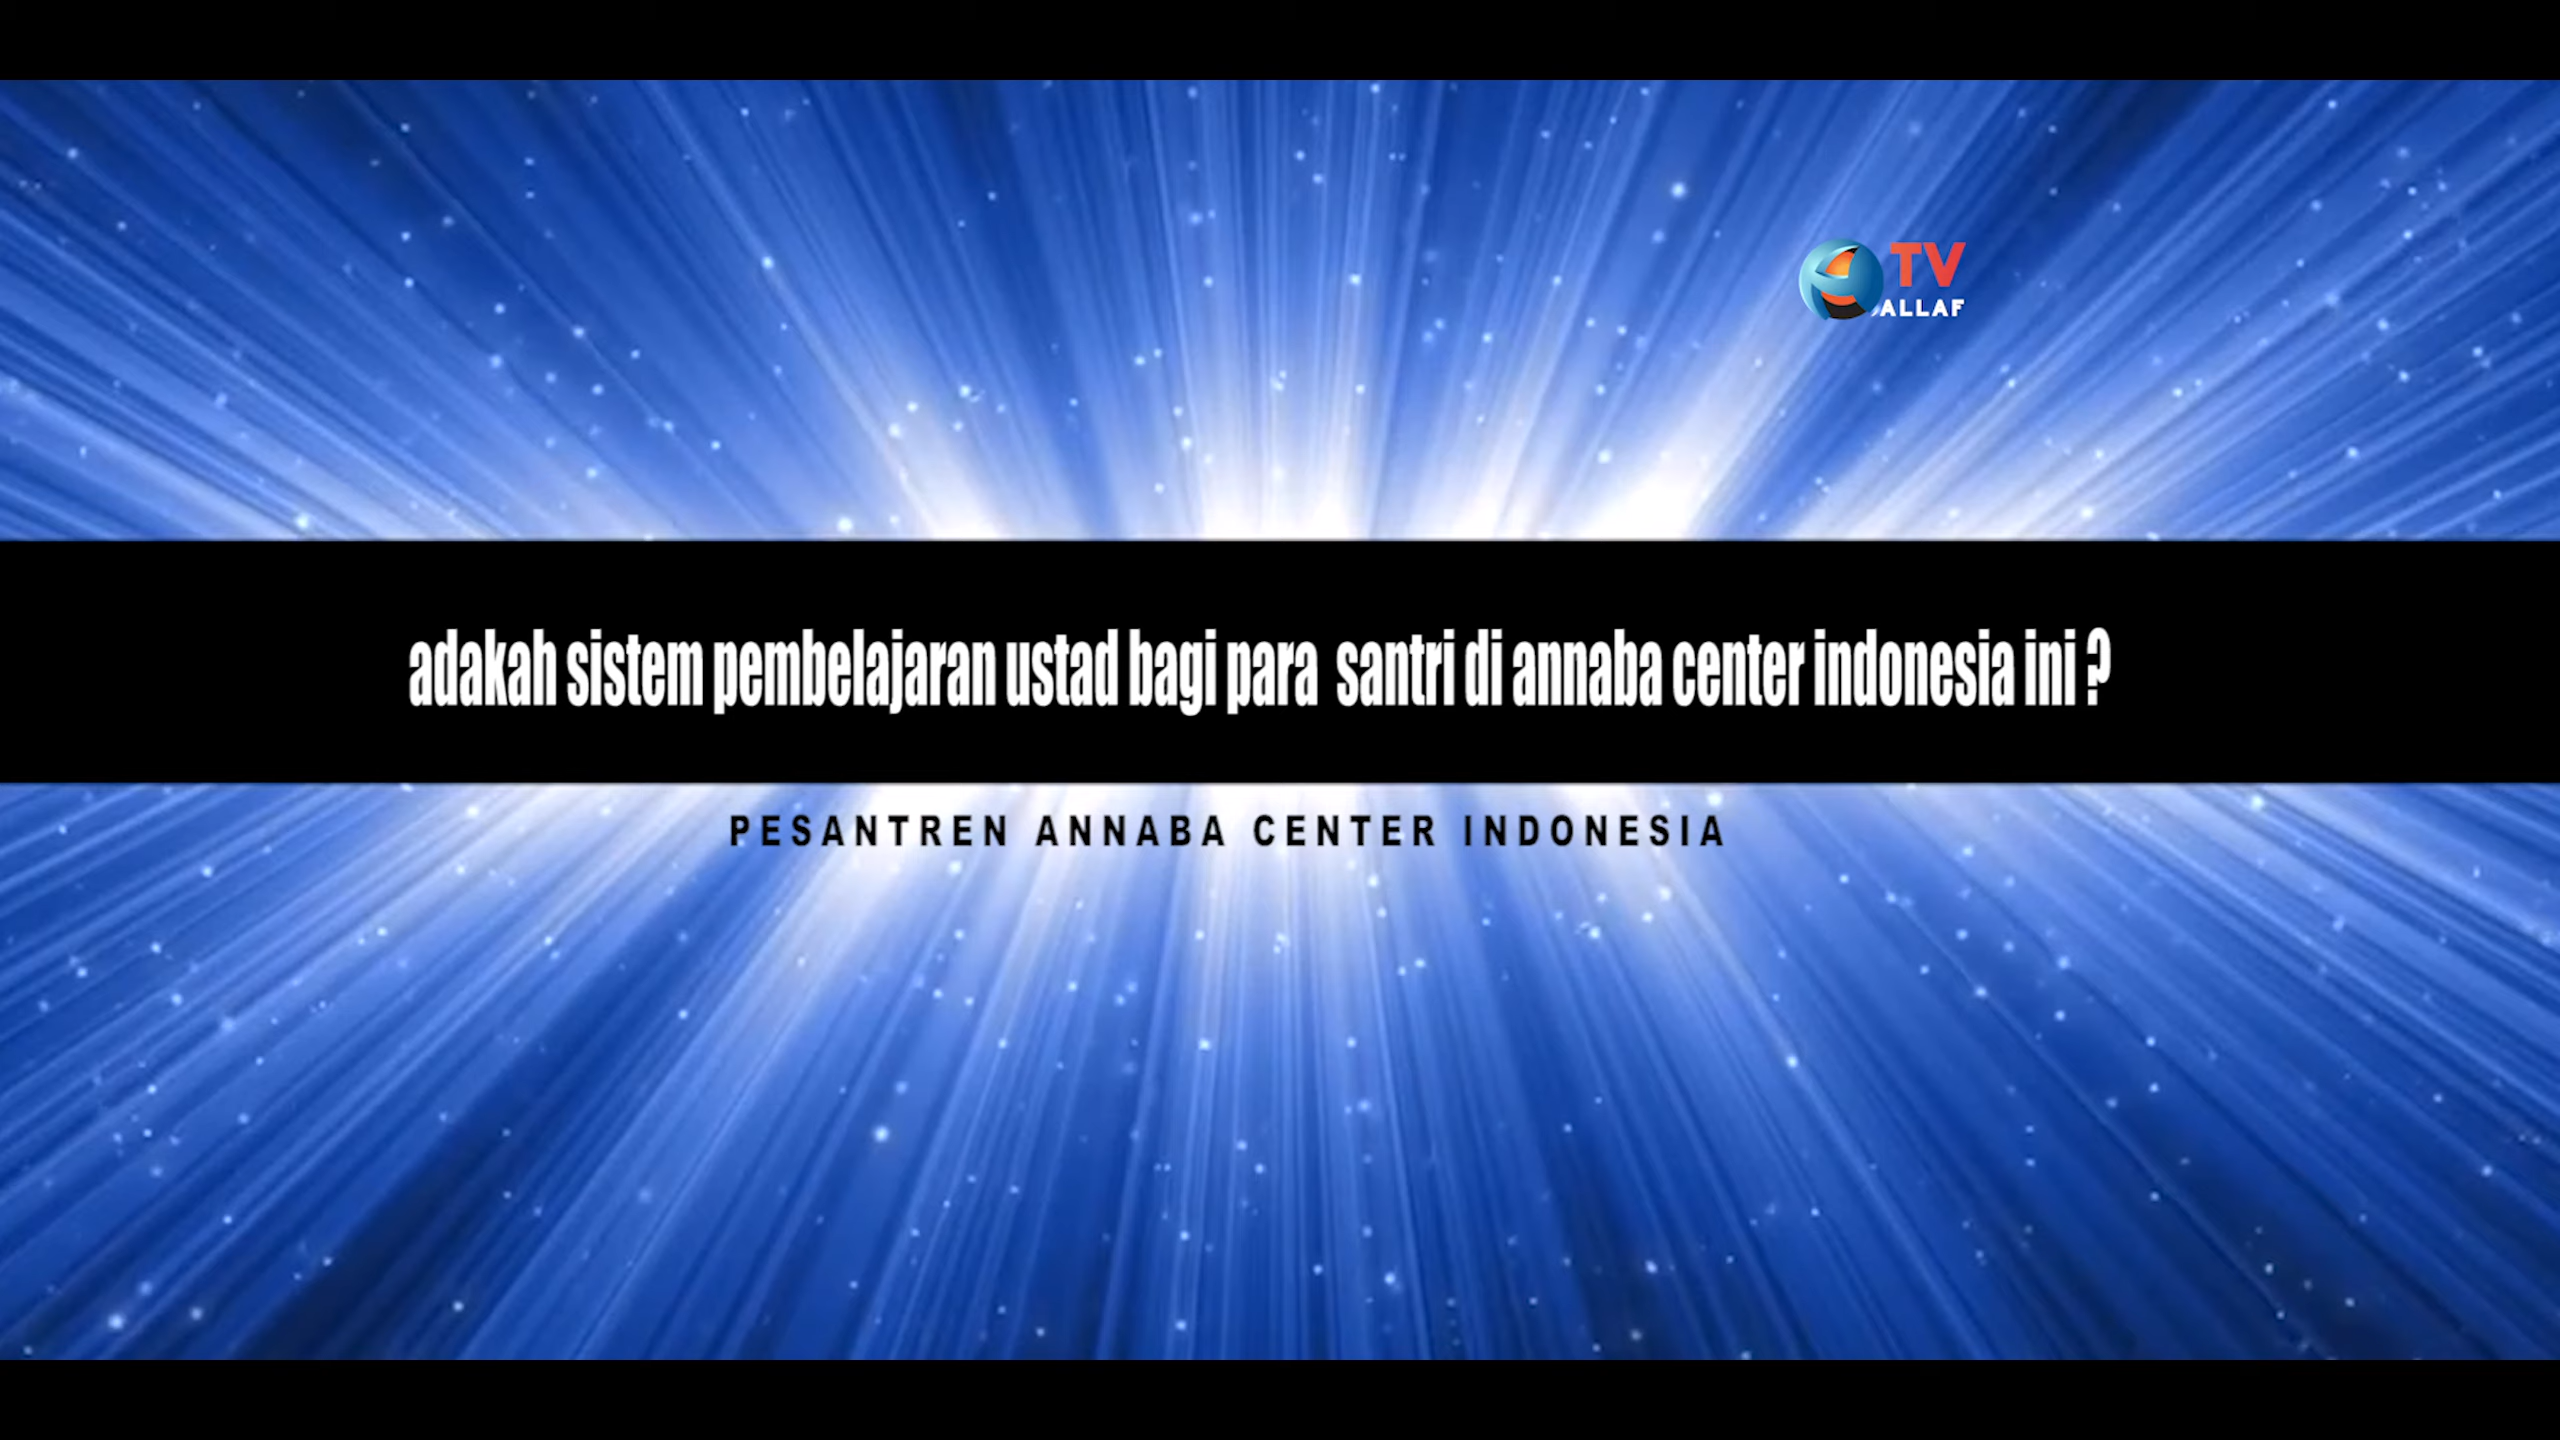 TV
ALLAF
adakah sistem pembelajaran ustad bagi para santri di annaba center indonesia ini ?
PESANTREN ANNABA CENTER INDONESIA